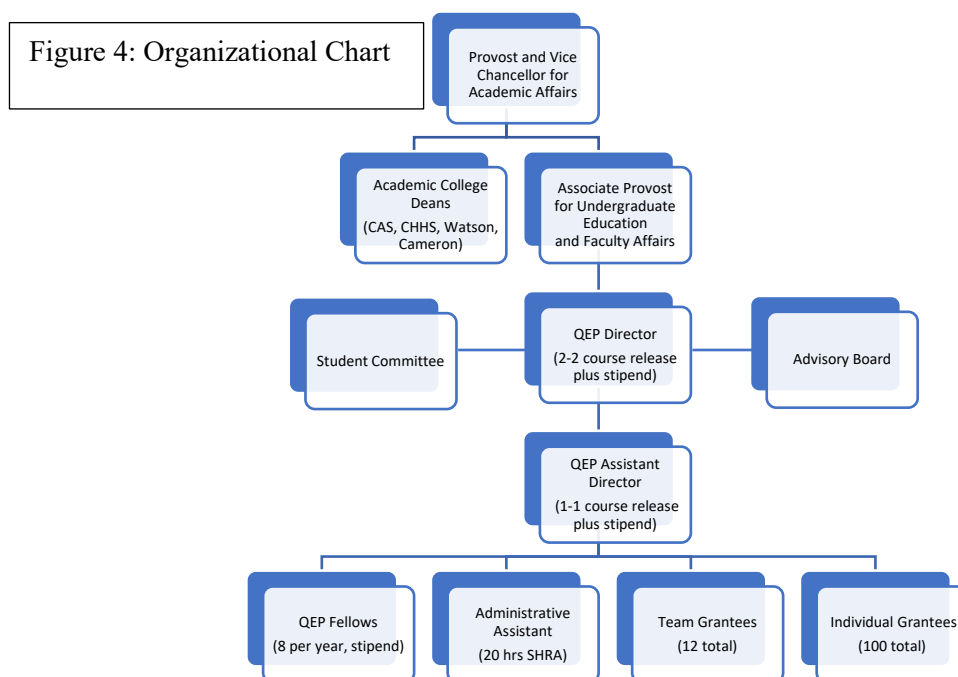 Figure 4: Organizational Chart
Provost and Vice
Chancellor for
Academic Affairs
Academic College
Deans
(CAS, CHHS, Watson,
Cameron)
Associate Provost
for Undergraduate
Education
and Faculty Affairs
Student Committee
QEP Director
(2-2 course release
plus stipend)
Advisory Board
QEP Assistant
Director
(1-1 course release
plus stipend)
QEP Fellows
(8 per year, stipend)
Administrative
Assistant
(20 hrs SHRA)
Team Grantees
(12 total)
Individual Grantees
(100 total)